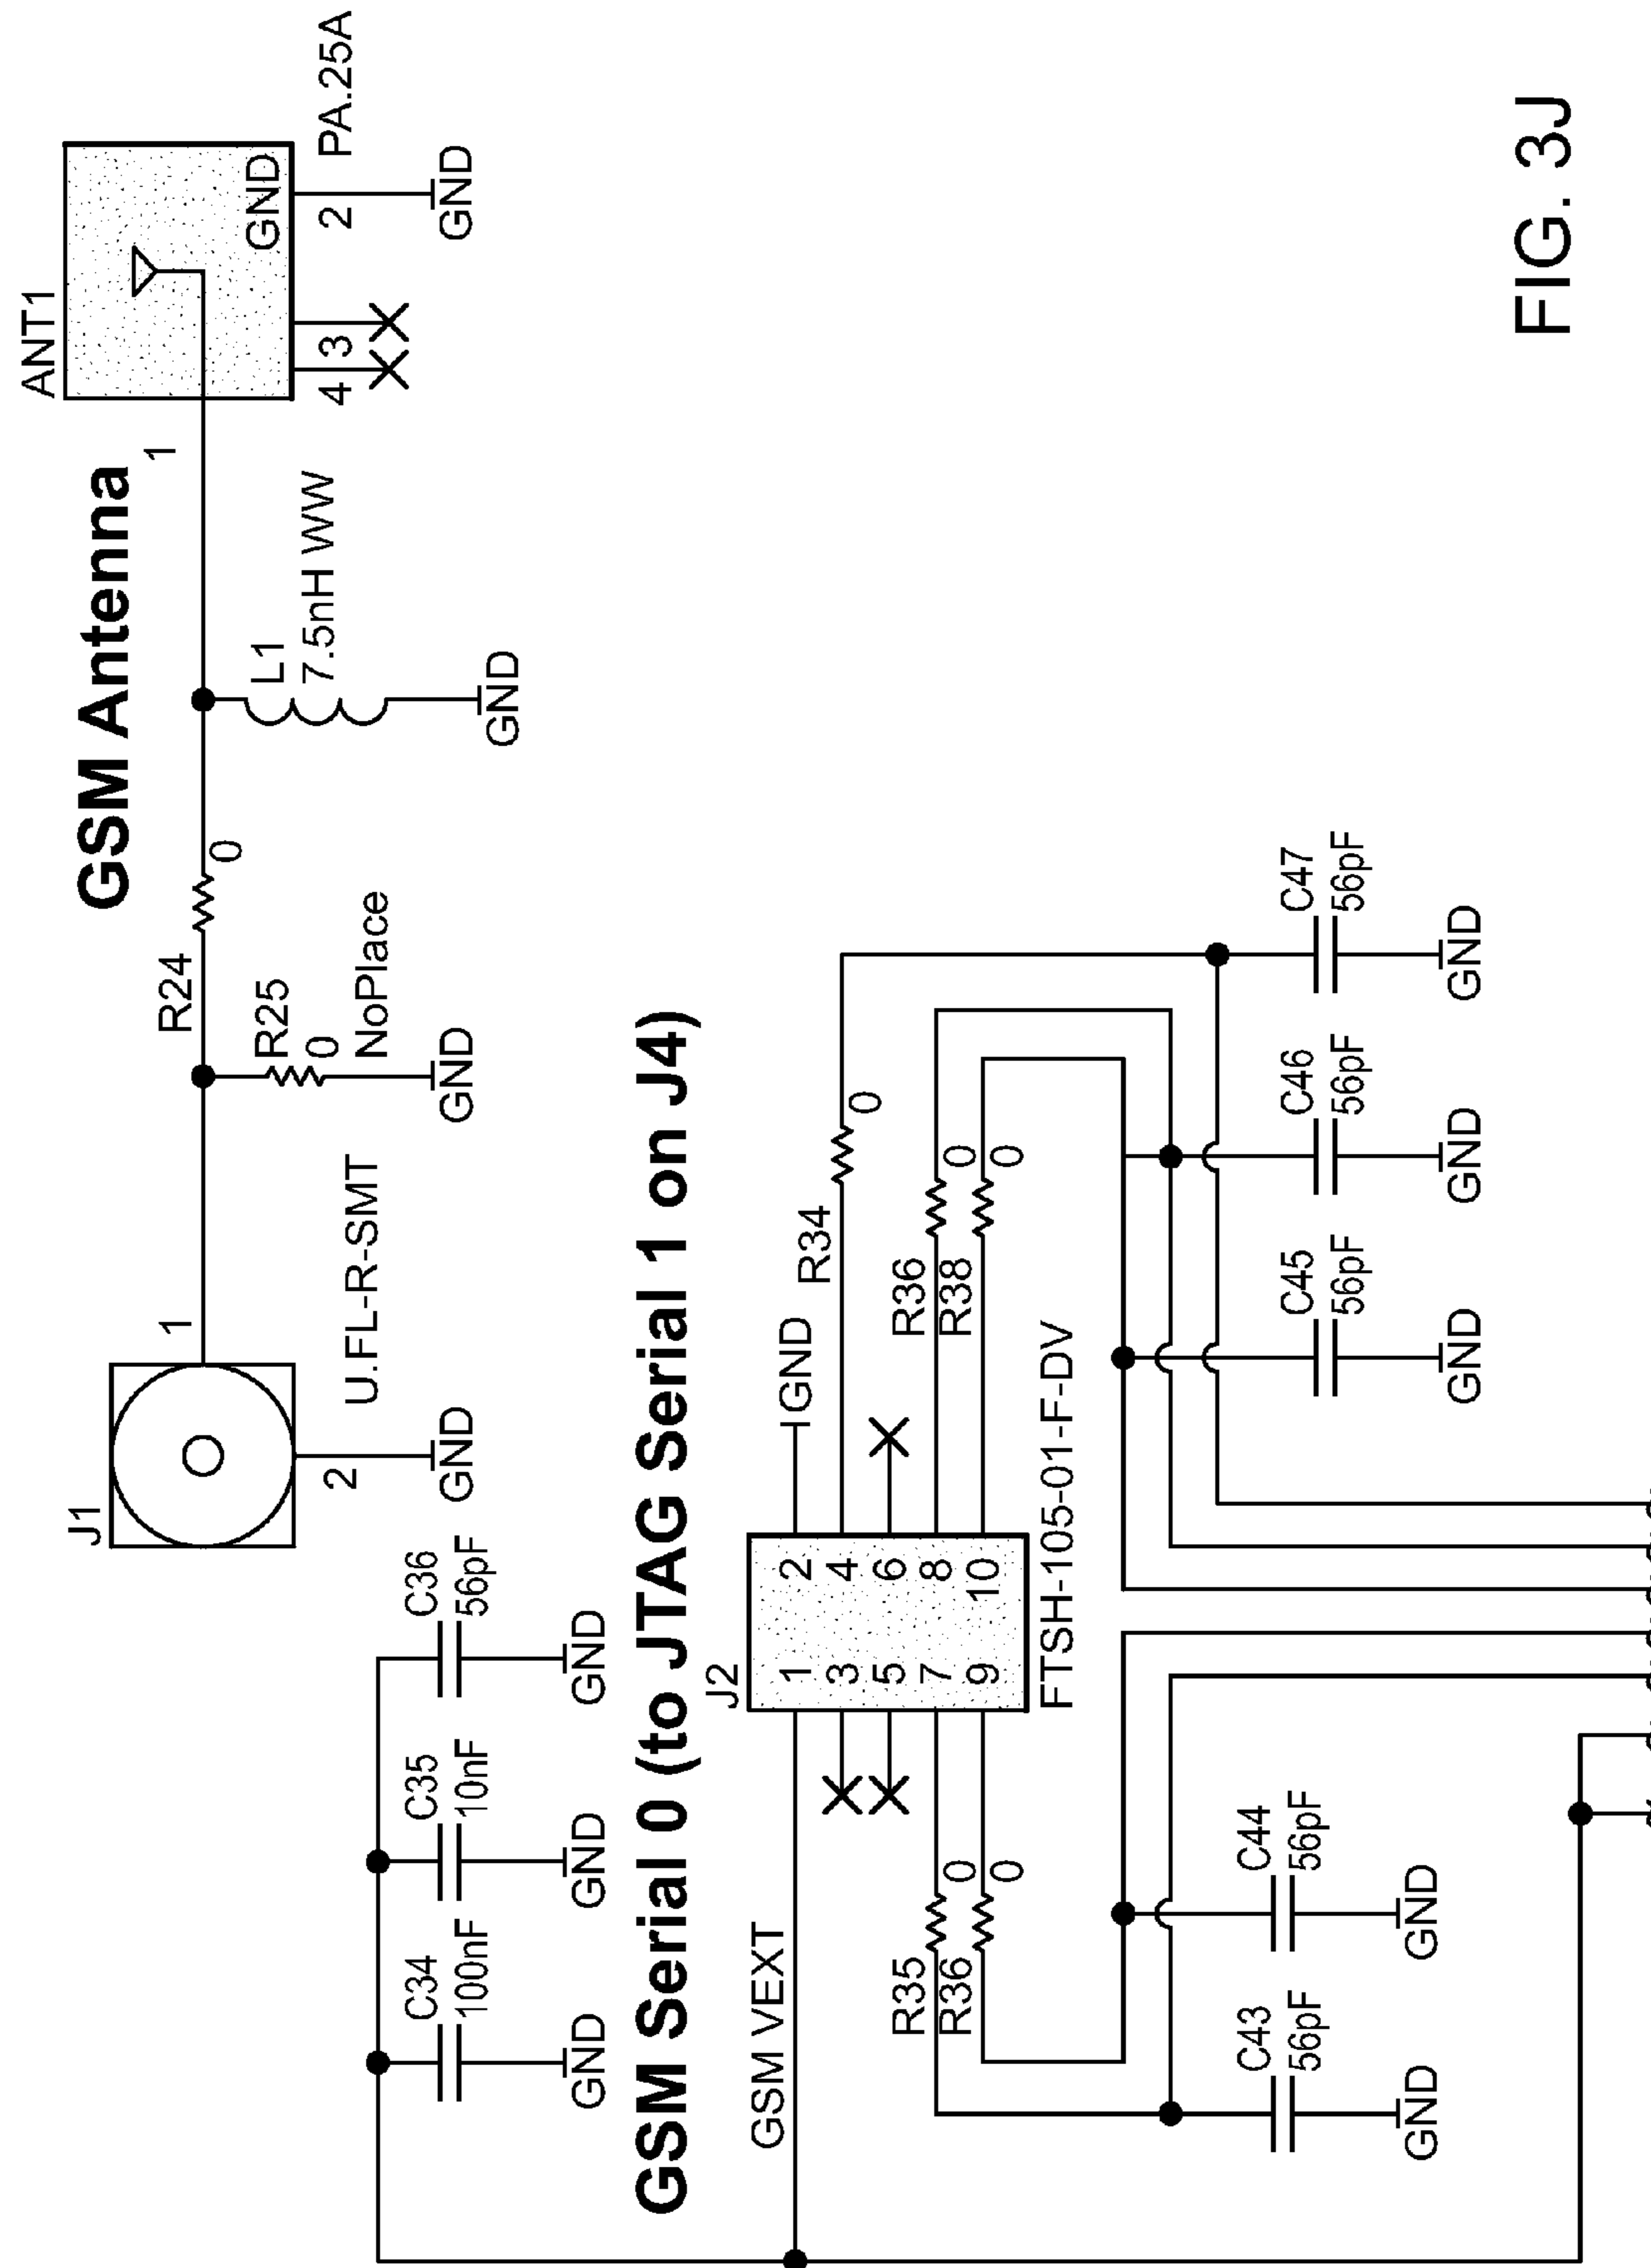 GSM Antenna
ANT1
GND
PA.25A
1
4
3
2
GND
L1
7.5nH WW
GND
R24
0
R25
0
NoPlace
GND
J1
1
U.FL-R-SMT
2
GND
C34
100nF
GND
C35
10nF
GND
C36
56pF
GND
GSM Serial 0 (to JTAG Serial 1 on J4)
GSM VEXT
J2
1 2
3 4
5 6
7 8
9 10
FTSH-105-01-F-DV
GND
R34
0
R36
0
R38
0
R35
0
R36
0
C43
56pF
GND
C44
56pF
GND
C45
56pF
GND
C46
56pF
GND
C47
56pF
GND
FIG. 3J